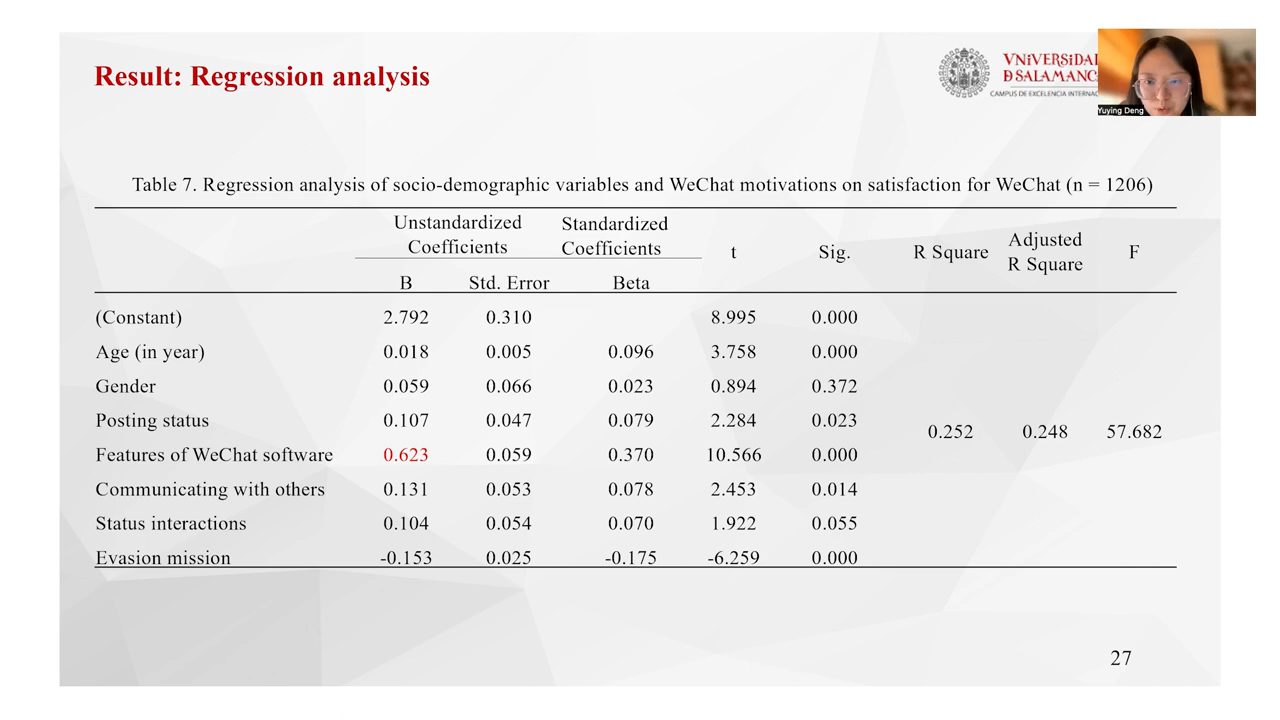 Result: Regression analysis
VNiVERSiDAD
D SALAMANC
CAMPUS DE EXCELENCIA INTERNAC
Yuying Deng
Table 7. Regression analysis of socio-demographic variables and WeChat motivations on satisfaction for WeChat (n = 1206)
Unstandardized Coefficients Standardized Coefficients t Sig. R Square Adjusted R Square F
B Std. Error Beta
(Constant) 2.792 0.310 8.995 0.000
Age (in year) 0.018 0.005 0.096 3.758 0.000
Gender 0.059 0.066 0.023 0.894 0.372
Posting status 0.107 0.047 0.079 2.284 0.023
0.252 0.248 57.682
Features of WeChat software 0.623 0.059 0.370 10.566 0.000
Communicating with others 0.131 0.053 0.078 2.453 0.014
Status interactions 0.104 0.054 0.070 1.922 0.055
Evasion mission -0.153 0.025 -0.175 -6.259 0.000
27